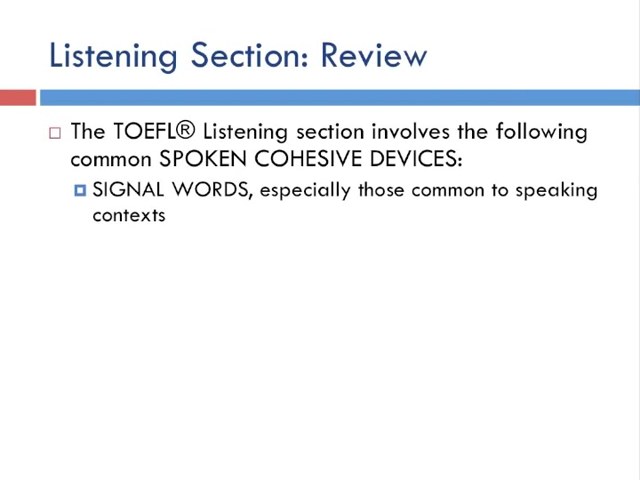 Listening Section: Review
The TOEFL® Listening section involves the following
common SPOKEN COHESIVE DEVICES:
SIGNAL WORDS, especially those common to speaking
contexts